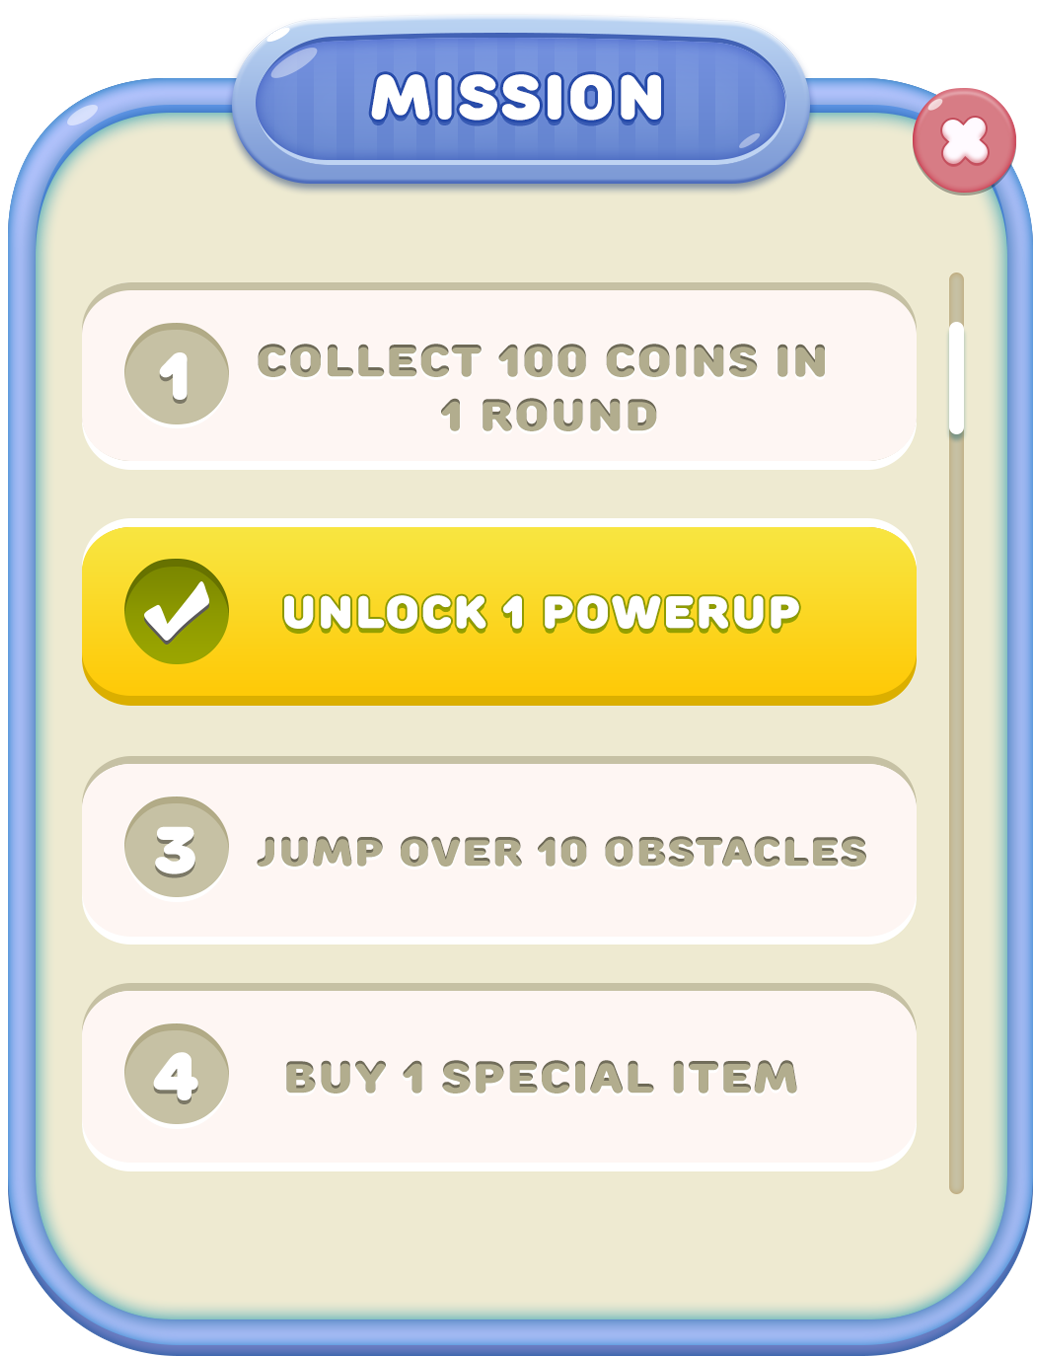 MISSION
1
COLLECT 100 COINS IN
1 ROUND
UNLOCK 1 POWERUP
3
JUMP OVER 10 OBSTACLES
4
BUY 1 SPECIAL ITEM